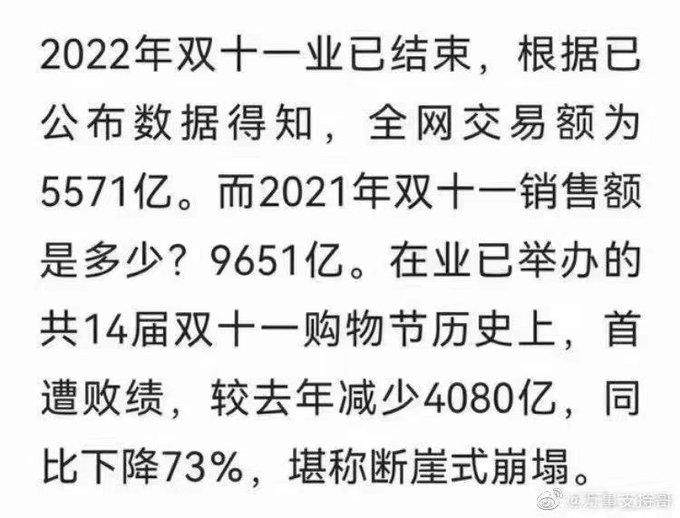 2022年双十一业已结束，根据已
公布数据得知，全网交易额为
5571亿。而2021年双十一销售额
是多少？9651亿。在业已举办的
共14届双十一购物节历史上，首
遭败绩，较去年减少4080亿，同
比下降73%，堪称断崖式崩塌。